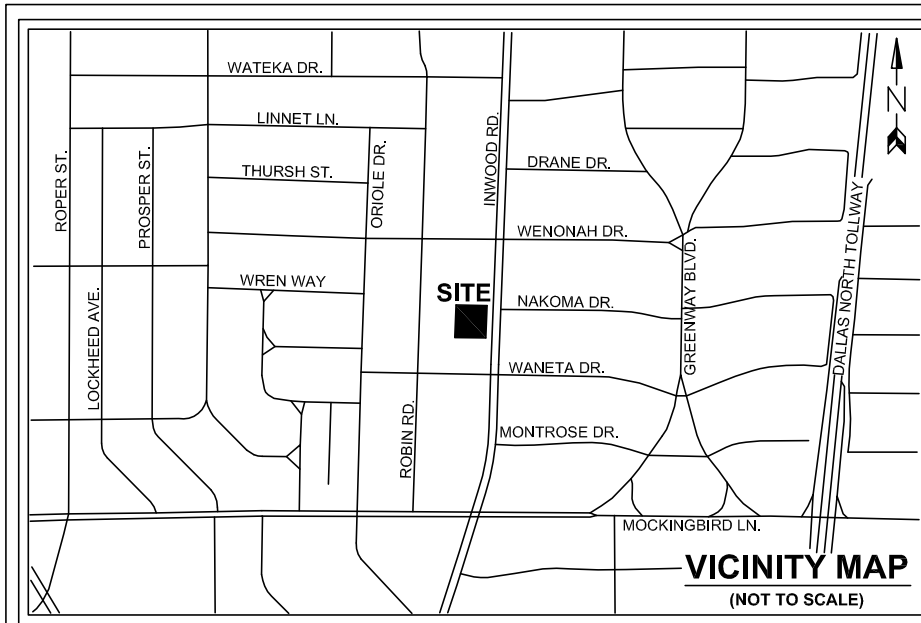 WATEKA DR.
LINNET LN.
THURSH ST.
ORIOLE DR.
INWOOD RD.
DRANE DR.
ROPER ST.
PROSPER ST.
WENONAH DR.
WREN WAY
SITE
NAKOMA DR.
GREENWAY BLVD.
DALLAS NORTH TOLLWAY
N
LOCKHEED AVE.
WANETA DR.
ROBIN RD.
MONTROSE DR.
MOCKINGBIRD LN.
VICINITY MAP
(NOT TO SCALE)